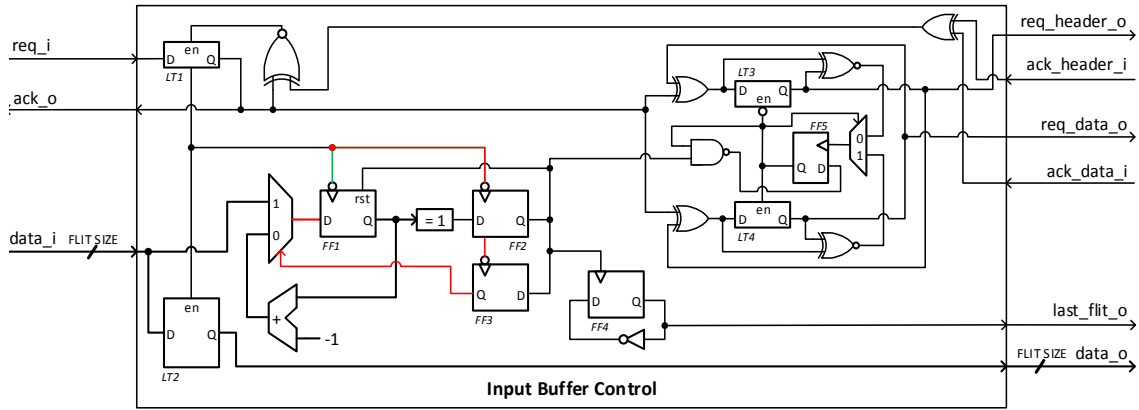 req_i
ack_o
data_i FLIT SIZE
en
D Q
LT1
en
D Q
LT2
1
0
+
-1
rst
D Q
FF1
= 1
D Q
FF2
Q D
FF3
D Q
FF4
LT3
D Q
en
FF5
Q D
0
1
en
D Q
LT4
req_header_o
ack_header_i
req_data_o
ack_data_i
last_flit_o
FLIT SIZE data_o
Input Buffer Control